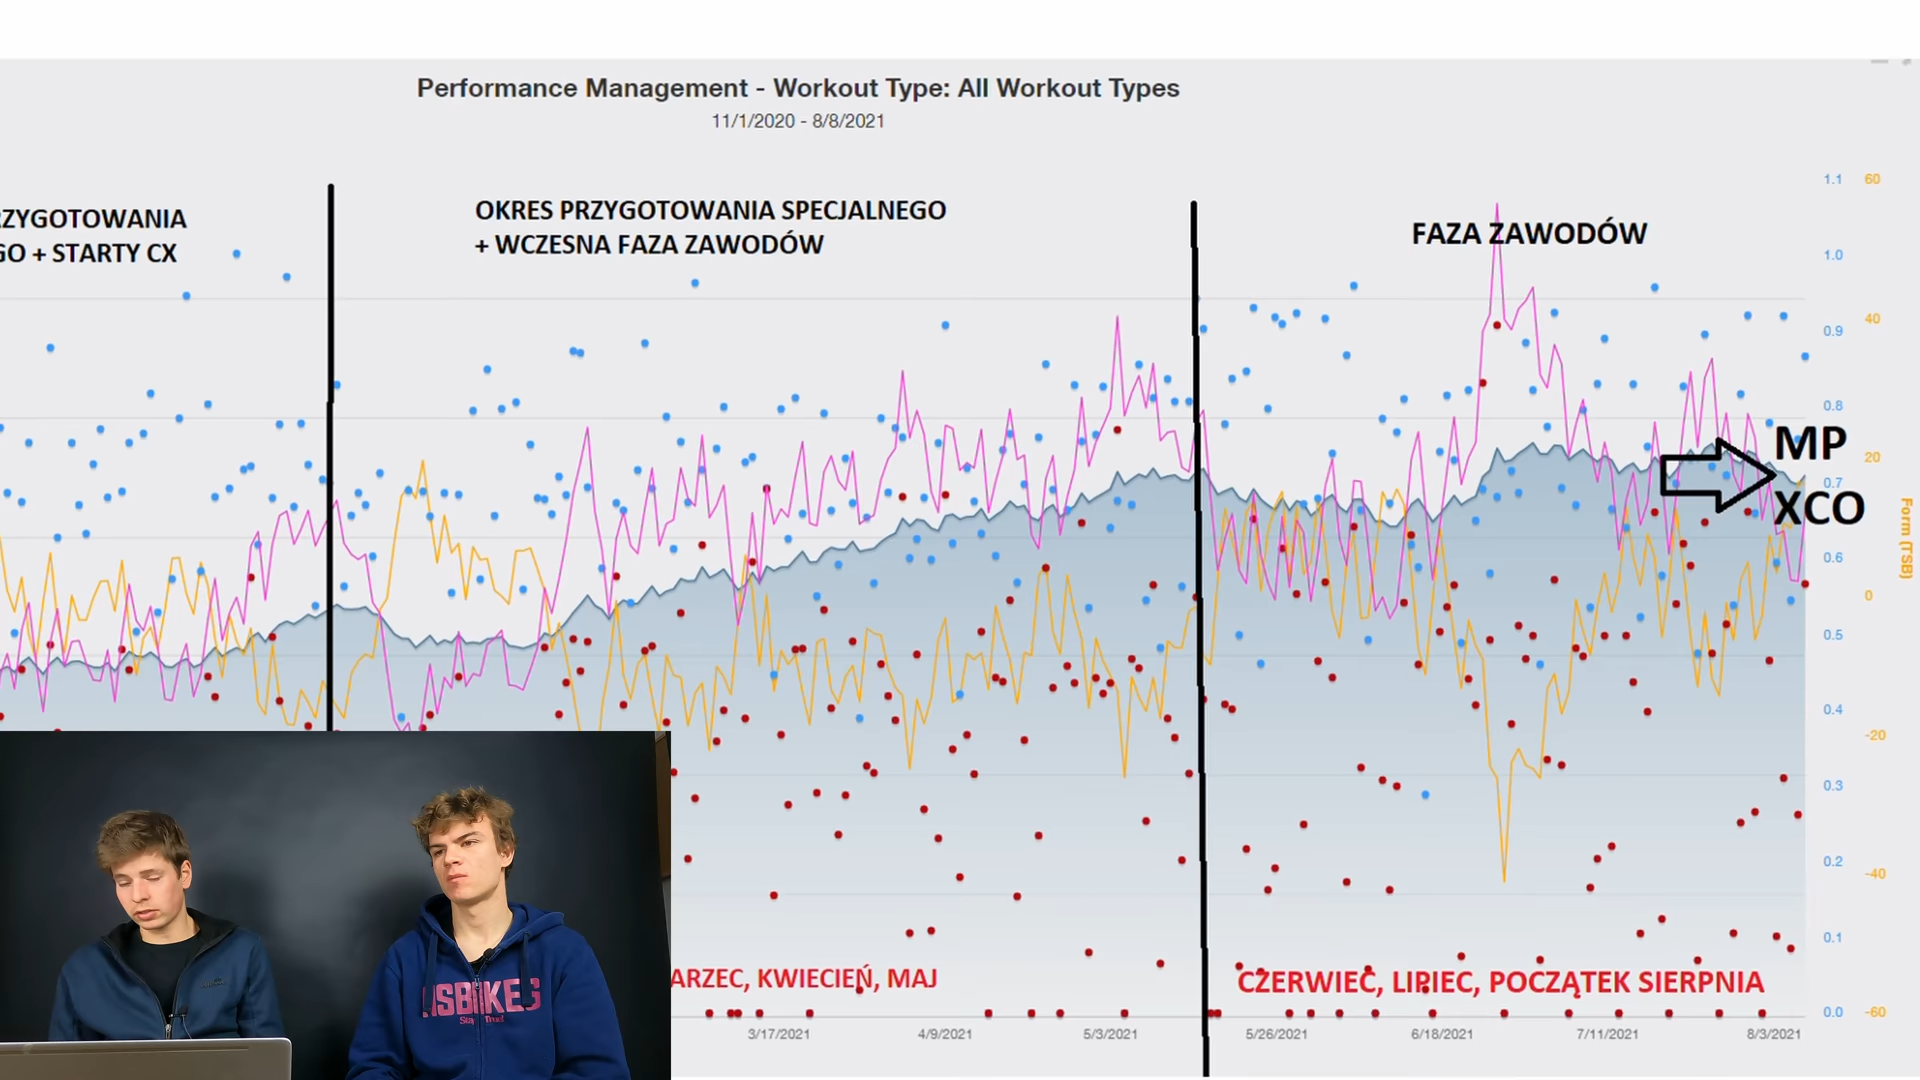 Performance Management - Workout Type: All Workout Types
11/1/2020 - 8/8/2021
ZYGOTOWANIA
GO + STARTY CX
OKRES PRZYGOTOWANIA SPECJALNEGO
+ WCZESNA FAZA ZAWODÓW
FAZA ZAWODÓW
MP
XCO
1.1
1.0
0.9
0.8
0.7
0.6
0.5
0.4
0.3
0.2
0.1
0.0
60
40
20
0
-20
-40
-60
Form (TSB)
ARZEC, KWIECIEŃ, MAJ
CZERWIEC, LIPIEC, POCZĄTEK SIERPNIA
3/17/2021
4/9/2021
5/3/2021
5/26/2021
6/18/2021
7/11/2021
8/3/2021